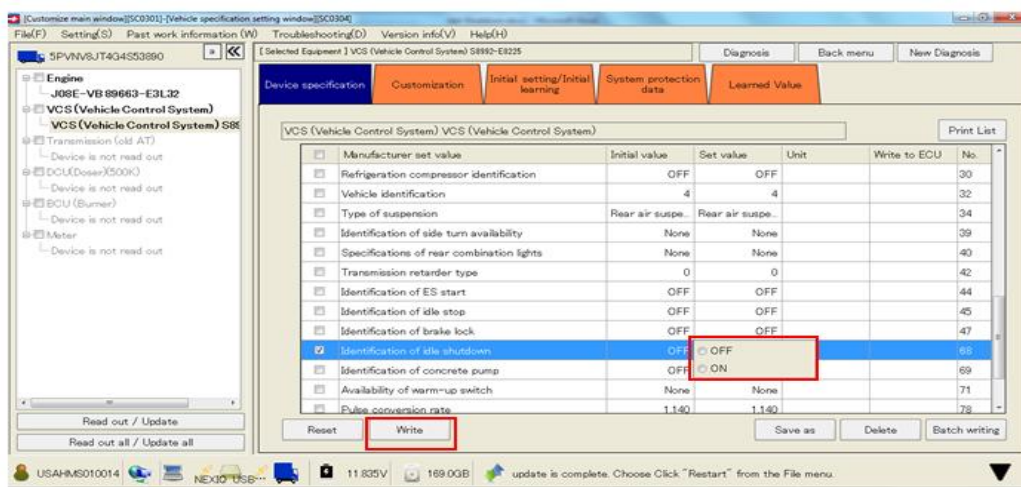 [Customize main window][SC0301]-[Vehicle specification setting window][SC0304]
File(F) Setting(S) Past work information (W) Troubleshooting(D) Version info(V) Help(H)
5PVNV8JT4G4S53890 » «
[ Selected Equipment ] VCS (Vehicle Control System) S8992-E8225 Diagnosis Back menu New Diagnosis
Engine
J08E-VB 89663-E3L32
VCS (Vehicle Control System)
VCS (Vehicle Control System) S89
Transmission (old AT)
Device is not read out
DCU(Doser)(500K)
Device is not read out
BCU (Burner)
Device is not read out
Meter
Device is not read out
Read out / Update
Read out all / Update all
Device specification Customization Initial setting/Initial learning System protection data Learned Value
VCS (Vehicle Control System) VCS (Vehicle Control System) Print List
Manufacturer set value Initial value Set value Unit Write to ECU No.
Refrigeration compressor identification OFF OFF 30
Vehicle identification 4 4 32
Type of suspension Rear air suspe... Rear air suspe... 34
Identification of side turn availability None None 39
Specifications of rear combination lights None None 40
Transmission retarder type 0 0 42
Identification of ES start OFF OFF 44
Identification of idle stop OFF OFF 45
Identification of brake lock OFF OFF 47
Identification of idle shutdown OFF OFF 68
Identification of concrete pump OFF ON 69
Availability of warm-up switch None None 71
Pulse conversion rate 1.140 1.140 78
Reset Write Save as Delete Batch writing
USAHMS010014 NEXIQ USB-... 11.835V 169.0GB update is complete. Choose Click "Restart" from the File menu.